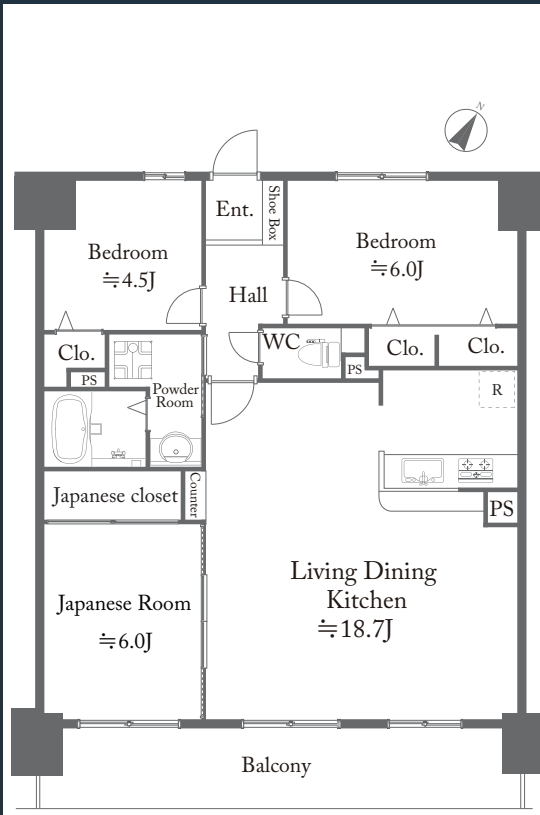 N
Ent.
Shoe Box
Bedroom
≒4.5J
Bedroom
≒6.0J
Hall
WC
Clo.
PS
Powder
Room
PS
Clo.
Clo.
R
Japanese closet
Counter
PS
Living Dining
Kitchen
≒18.7J
Japanese Room
≒6.0J
Balcony